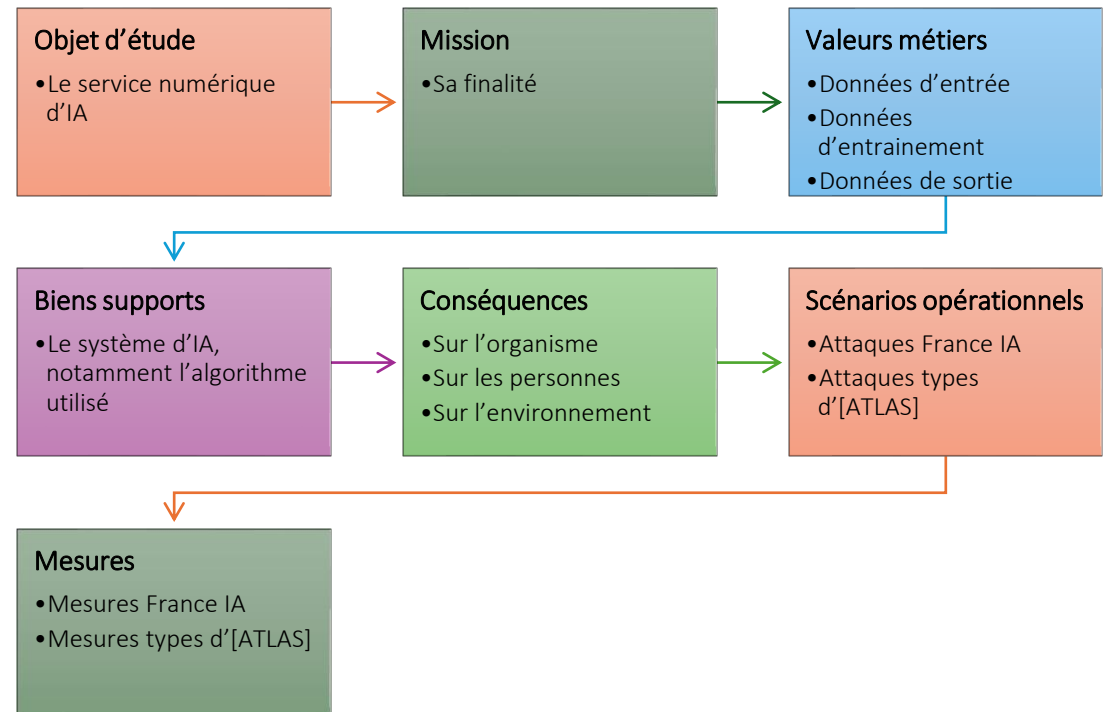 Objet d’étude
•Le service numérique
d’IA
Mission
•Sa finalité
Valeurs métiers
•Données d’entrée
•Données
d’entrainement
•Données de sortie
Biens supports
•Le système d’IA,
notamment l’algorithme
utilisé
Conséquences
•Sur l’organisme
•Sur les personnes
•Sur l’environnement
Scénarios opérationnels
•Attaques France IA
•Attaques types
d’[ATLAS]
Mesures
•Mesures France IA
•Mesures types d’[ATLAS]